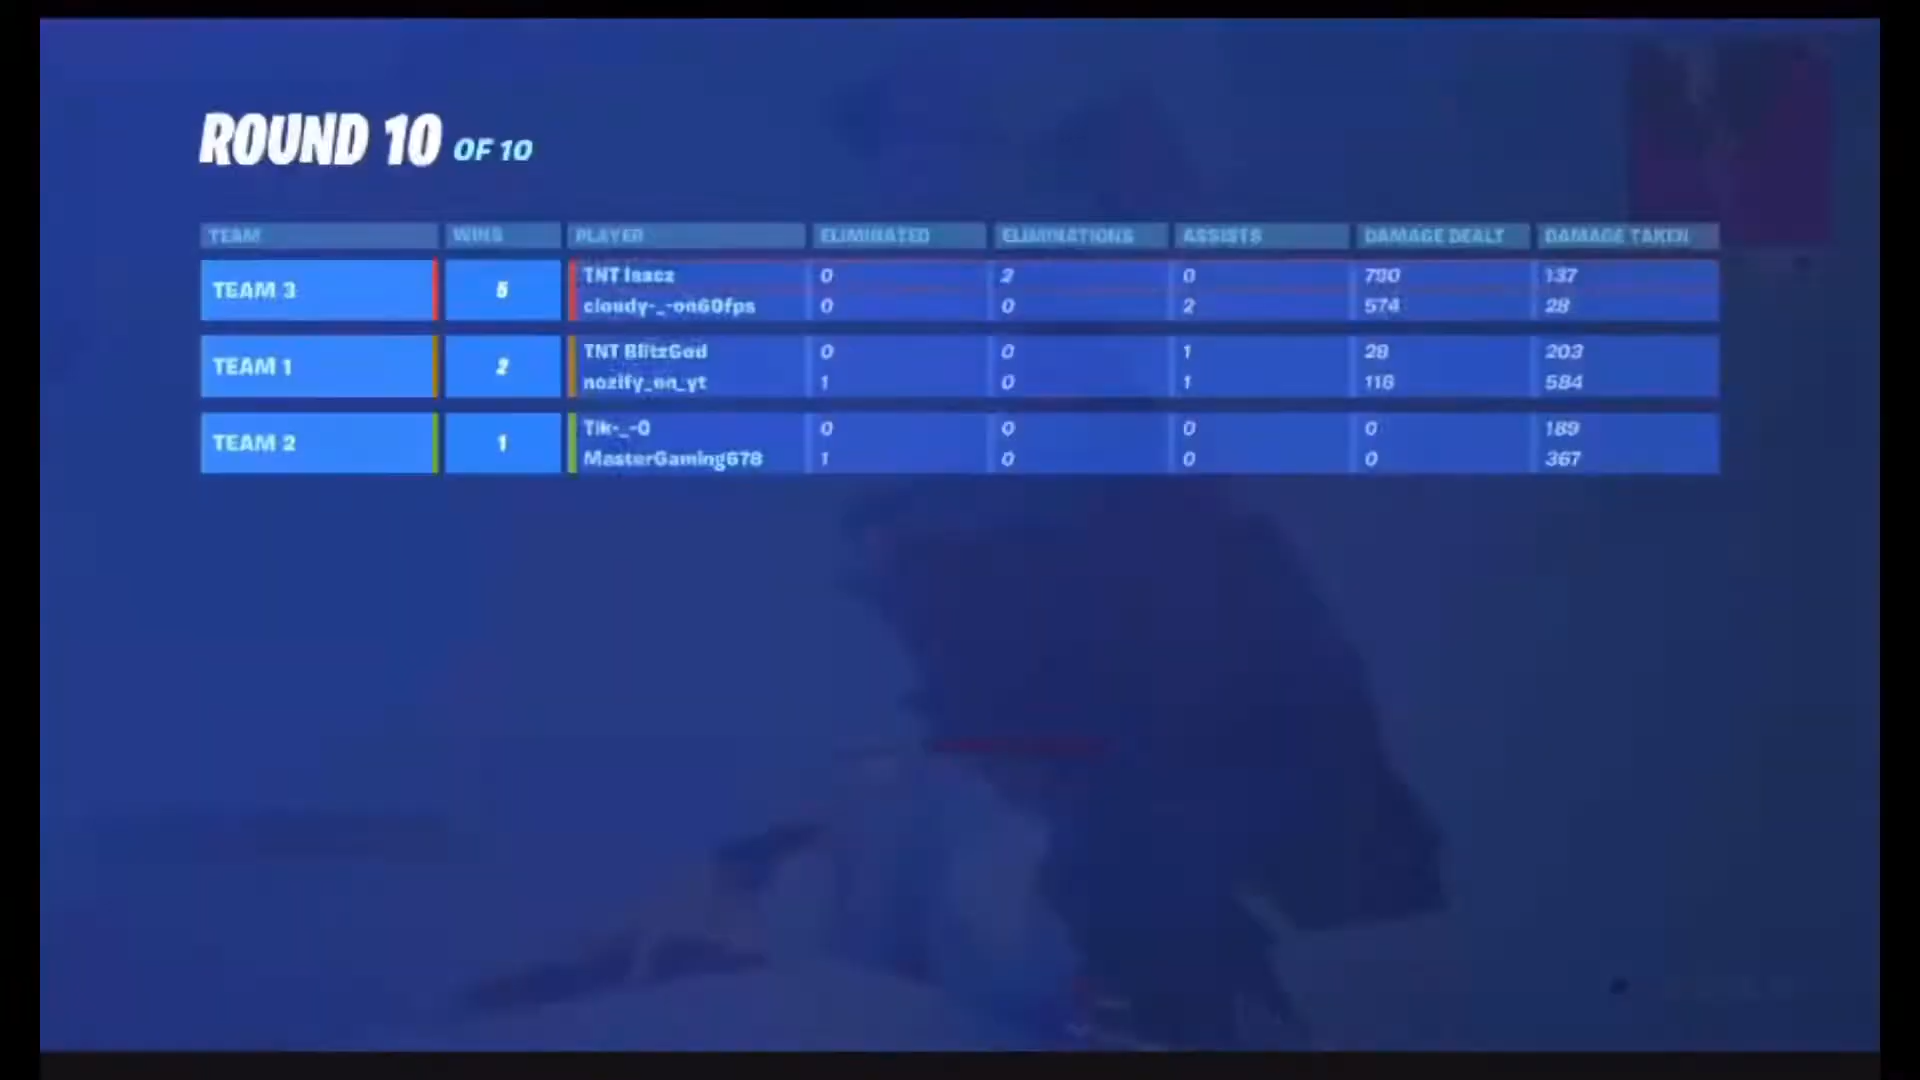 ROUND 10 OF 10
TEAM WINS PLAYER ELIMINATED ELIMINATIONS ASSISTS DAMAGE DEALT DAMAGE TAKEN
TEAM 3 5
TNT Isacz 0 2 0 790 137
cloudy-_-on60fps 0 0 2 574 28
TEAM 1 2
TNT BlitzGod 0 0 1 28 203
nozify_on_yt 1 0 1 116 584
TEAM 2 1
Tik-_-0 0 0 0 0 189
MasterGaming678 1 0 0 0 367